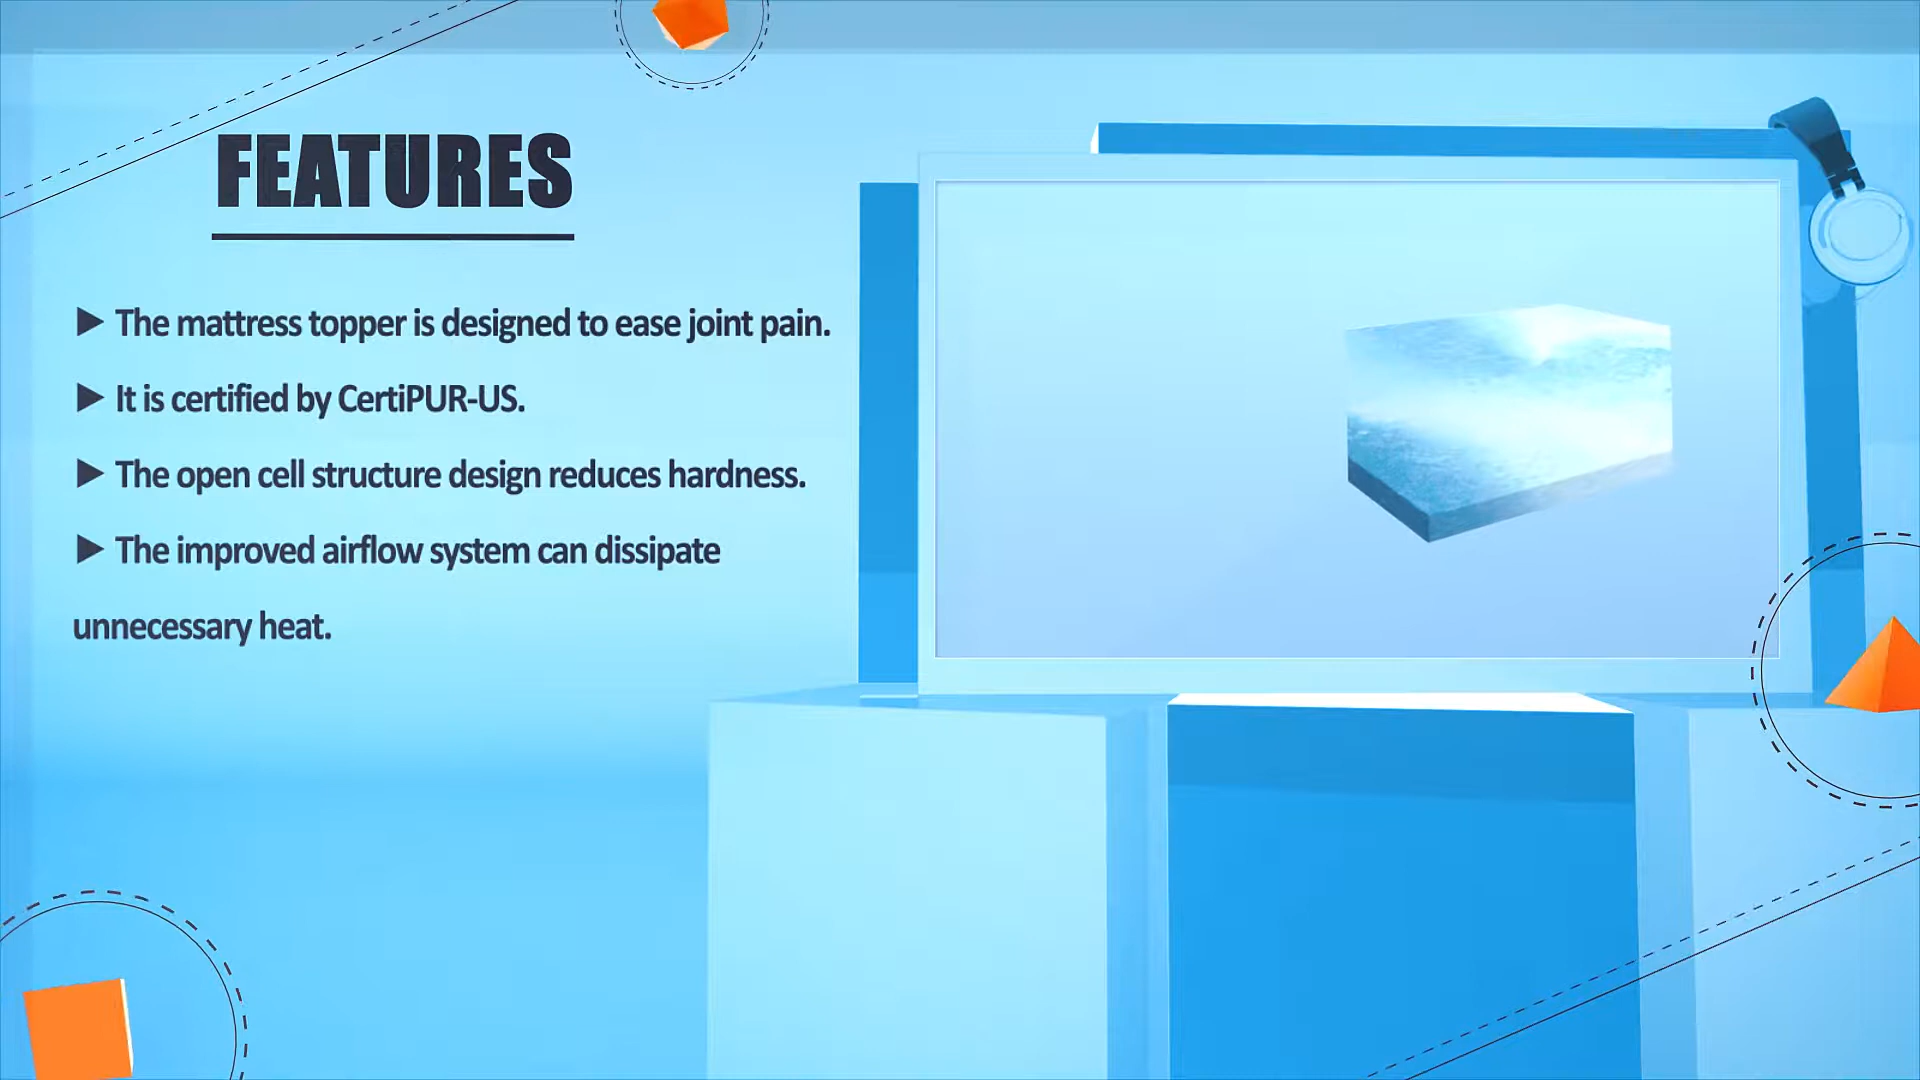 FEATURES
► The mattress topper is designed to ease joint pain.
► It is certified by CertiPUR-US.
► The open cell structure design reduces hardness.
► The improved airflow system can dissipate
unnecessary heat.